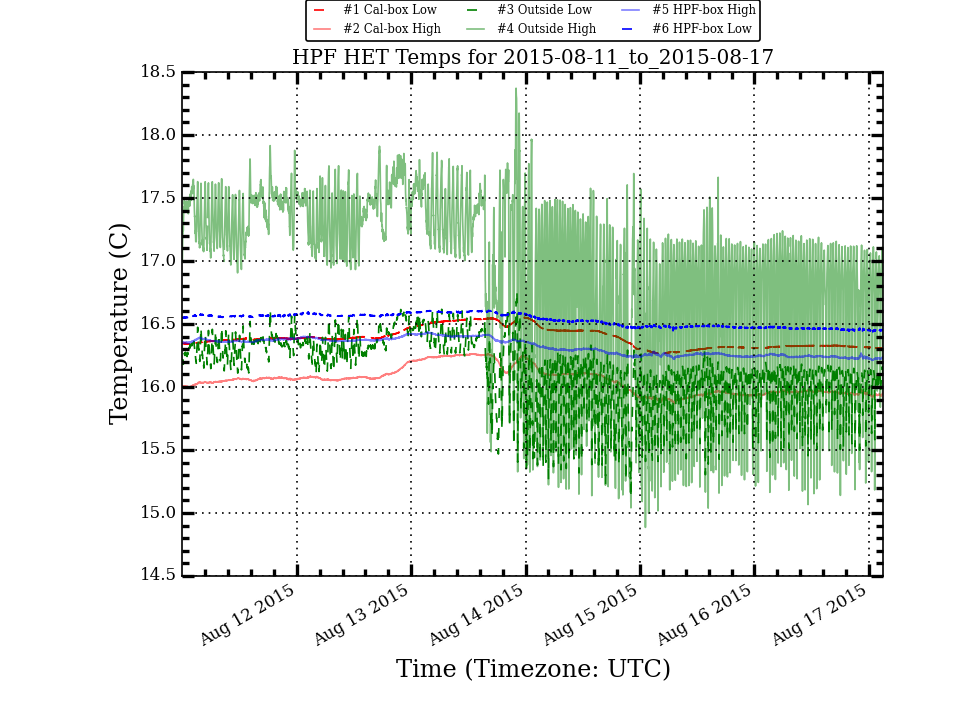 #1 Cal-box Low #3 Outside Low #5 HPF-box High
#2 Cal-box High #4 Outside High #6 HPF-box Low
HPF HET Temps for 2015-08-11_to_2015-08-17
18.5
18.0
17.5
17.0
16.5
16.0
15.5
15.0
14.5
Temperature (C)
Aug 12 2015 Aug 13 2015 Aug 14 2015 Aug 15 2015 Aug 16 2015 Aug 17 2015
Time (Timezone: UTC)